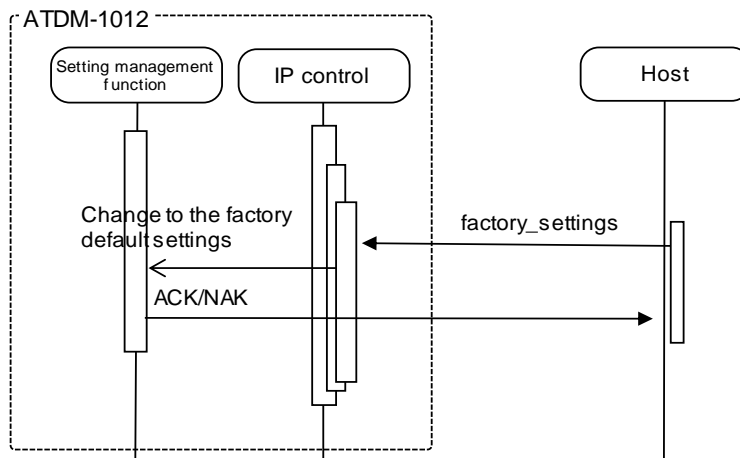 ATDM-1012
Setting management
function
IP control
Host
Change to the factory
default settings
factory_settings
ACK/NAK